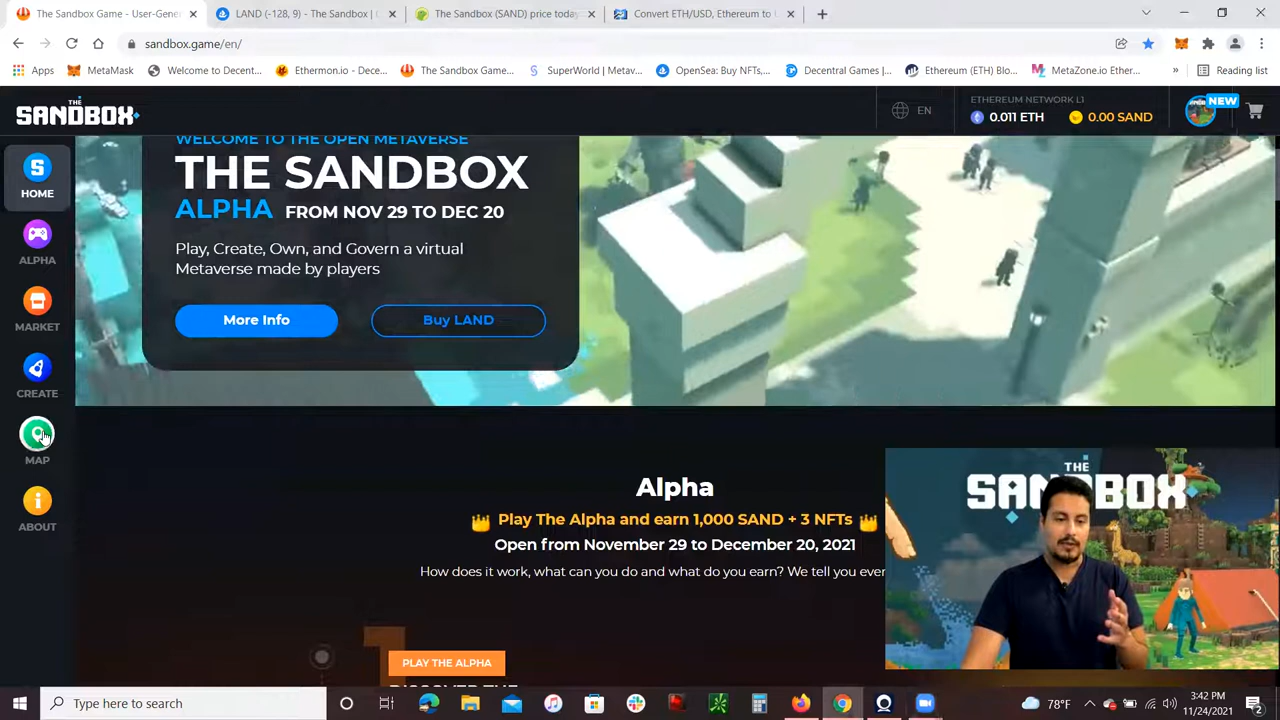 The Sandbox Game - User-Gener
LAND (-128, 9) - The Sandbox | O
The Sandbox (SAND) price today
Convert ETH/USD, Ethereum to U
sandbox.game/en/
Apps
MetaMask
Welcome to Decent...
Ethermon.io - Dece...
The Sandbox Game...
SuperWorld | Metav...
OpenSea: Buy NFTs,...
Decentral Games |...
Ethereum (ETH) Blo...
MetaZone.io Ether...
»
Reading list
THE
SANDBOX
EN
ETHEREUM NETWORK L1
0.011 ETH
0.00 SAND
NEW
HOME
ALPHA
MARKET
CREATE
MAP
ABOUT
WELCOME TO THE OPEN METAVERSE
THE SANDBOX
ALPHA FROM NOV 29 TO DEC 20
Play, Create, Own, and Govern a virtual
Metaverse made by players
More Info
Buy LAND
Alpha
Play The Alpha and earn 1,000 SAND + 3 NFTs
Open from November 29 to December 20, 2021
How does it work, what can you do and what do you earn? We tell you ever
PLAY THE ALPHA
THE
SANDBOX
Type here to search
78°F
3:42 PM
11/24/2021
2